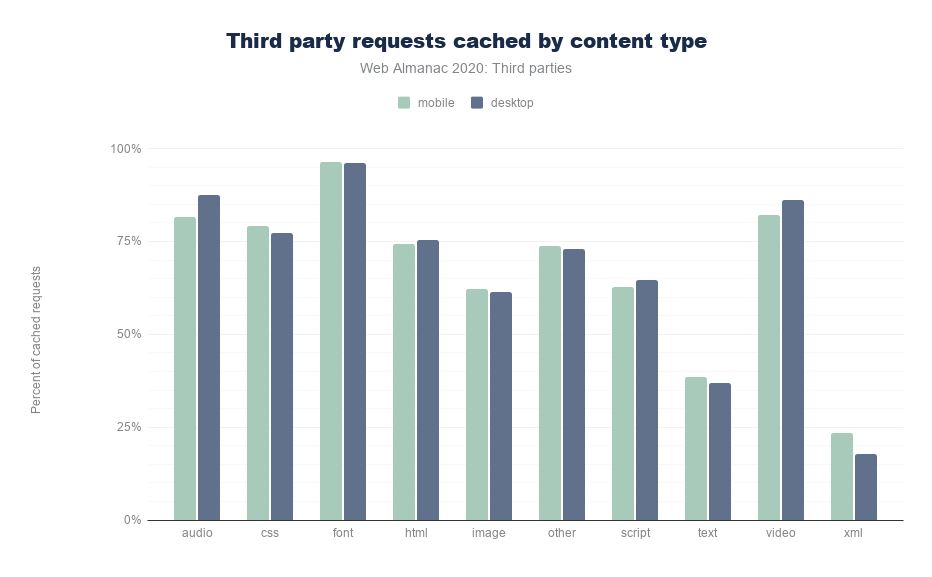 Third party requests cached by content type
Web Almanac 2020: Third parties
mobile desktop
Percent of cached requests
100%
75%
50%
25%
0%
audio css font html image other script text video xml